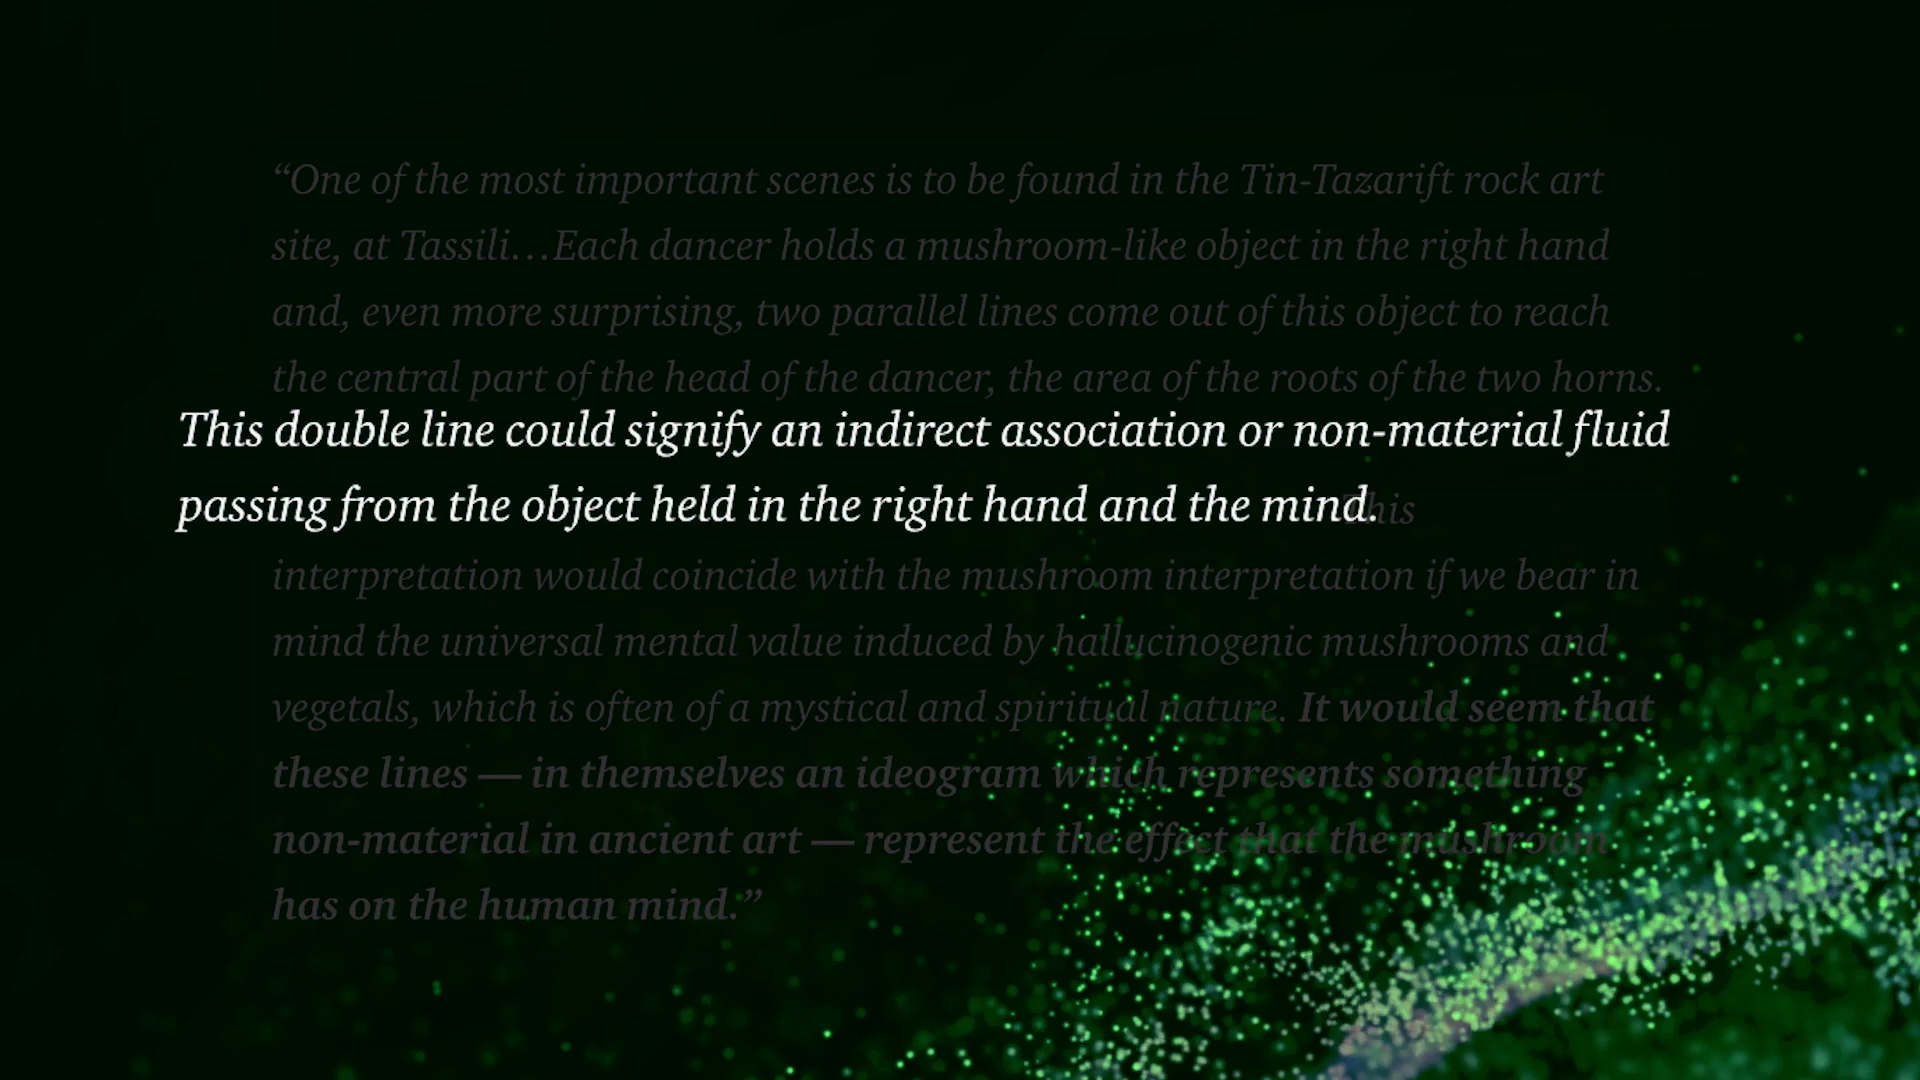 “One of the most important scenes is to be found in the Tin-Tazarift rock art
site, at Tassili…Each dancer holds a mushroom-like object in the right hand
and, even more surprising, two parallel lines come out of this object to reach
the central part of the head of the dancer, the area of the roots of the two horns.
This double line could signify an indirect association or non-material fluid
passing from the object held in the right hand and the mind. This
interpretation would coincide with the mushroom interpretation if we bear in
mind the universal mental value induced by hallucinogenic mushrooms and
vegetals, which is often of a mystical and spiritual nature. It would seem that
these lines — in themselves an ideogram which represents something
non-material in ancient art — represent the effect that the mushroom
has on the human mind.”